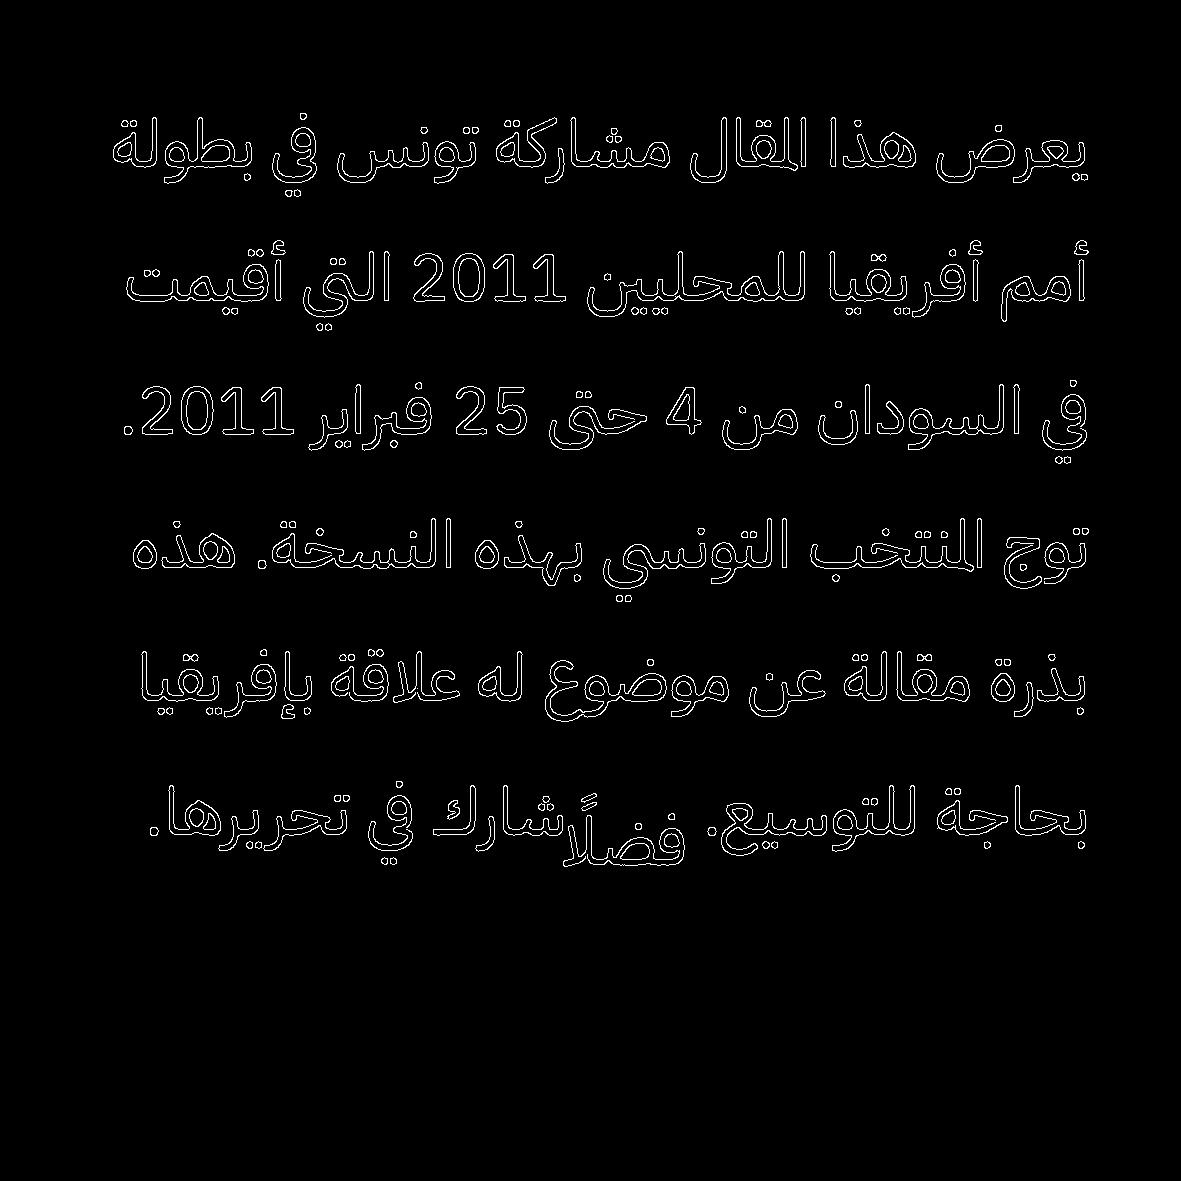 يعرض هذا المقال مشاركة تونس في بطولة
أمم أفريقيا للمحليين 2011 التي أقيمت
في السودان من 4 حتى 25 فبراير 2011.
توج المنتخب التونسي بهذه النسخة. هذه
بذرة مقالة عن موضوع له علاقة بإفريقيا
بحاجة للتوسيع. فضلًا شارك في تحريرها.